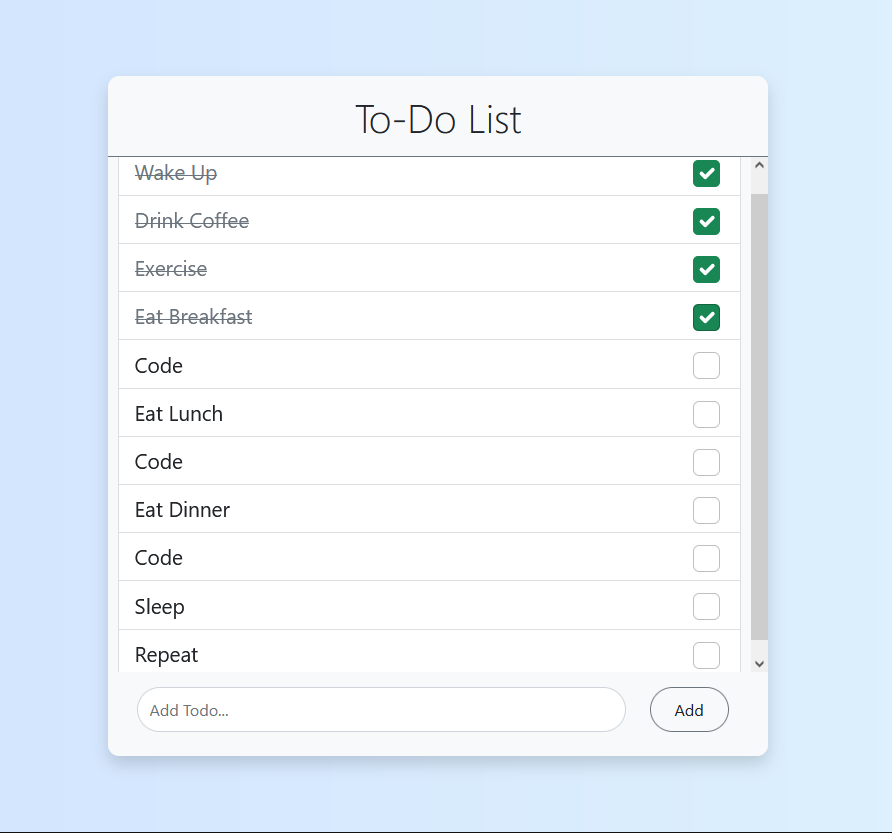 To-Do List
Wake Up
Drink Coffee
Exercise
Eat Breakfast
Code
Eat Lunch
Code
Eat Dinner
Code
Sleep
Repeat
Add Todo...
Add